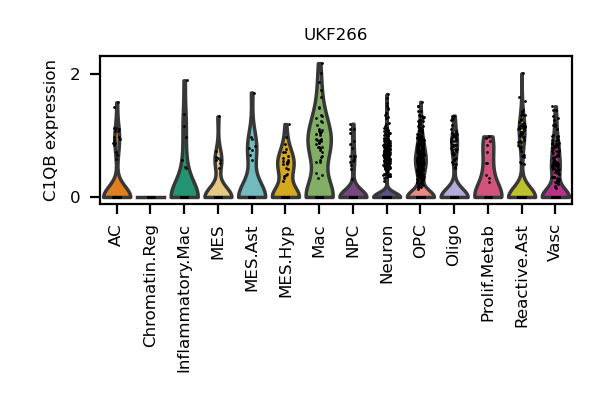 UKF266
C1QB expression
2
0
AC
Chromatin.Reg
Inflammatory.Mac
MES
MES.Ast
MES.Hyp
Mac
NPC
Neuron
OPC
Oligo
Prolif.Metab
Reactive.Ast
Vasc